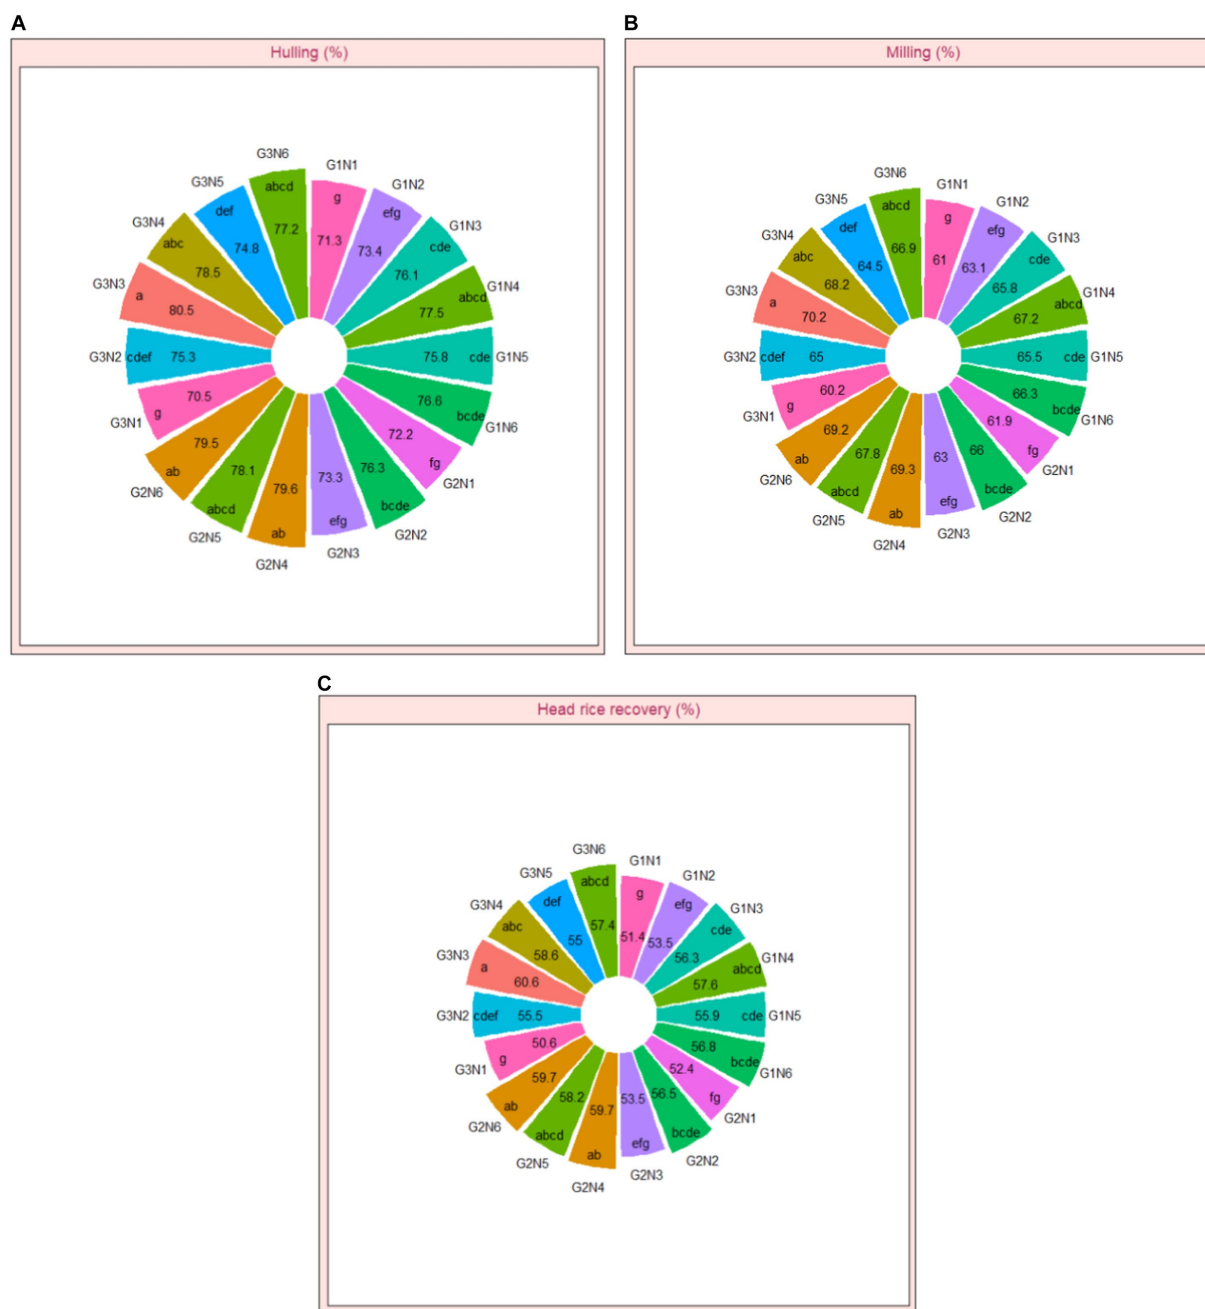 A
Hulling (%)
G1N1 g 71.3
G1N2 efg 73.4
G1N3 cde 76.1
G1N4 abcd 77.5
G1N5 cde 75.8
G1N6 bcde 76.6
G2N1 fg 72.2
G2N2 bcde 76.3
G2N3 efg 73.3
G2N4 ab 79.6
G2N5 abcd 78.1
G2N6 ab 79.5
G3N1 g 70.5
G3N2 cdef 75.3
G3N3 a 80.5
G3N4 abc 78.5
G3N5 def 74.8
G3N6 abcd 77.2
B
Milling (%)
G1N1 g 61
G1N2 efg 63.1
G1N3 cde 65.8
G1N4 abcd 67.2
G1N5 cde 65.5
G1N6 bcde 66.3
G2N1 fg 61.9
G2N2 bcde 66
G2N3 efg 63
G2N4 ab 69.3
G2N5 abcd 67.8
G2N6 ab 69.2
G3N1 g 60.2
G3N2 cdef 65
G3N3 a 70.2
G3N4 abc 68.2
G3N5 def 64.5
G3N6 abcd 66.9
C
Head rice recovery (%)
G1N1 g 51.4
G1N2 efg 53.5
G1N3 cde 56.3
G1N4 abcd 57.6
G1N5 cde 55.9
G1N6 bcde 56.8
G2N1 fg 52.4
G2N2 bcde 56.5
G2N3 efg 53.5
G2N4 ab 59.7
G2N5 abcd 58.2
G2N6 ab 59.7
G3N1 g 50.6
G3N2 cdef 55.5
G3N3 a 60.6
G3N4 abc 58.6
G3N5 def 55
G3N6 abcd 57.4